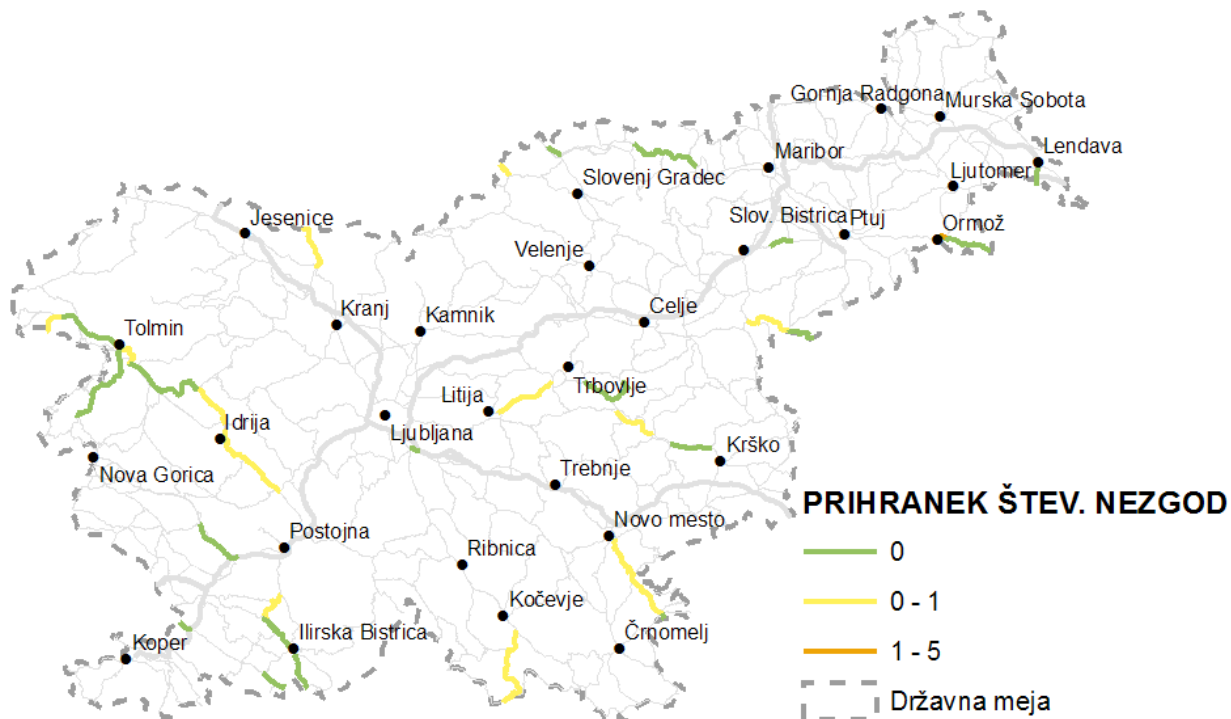 Gornja Radgona
Murska Sobota
Maribor
Lendava
Slovenj Gradec
Ljutomer
Jesenice
Slov. Bistrica
Ptuj
Ormož
Velenje
Kranj
Kamnik
Celje
Tolmin
Trbovlje
Litija
Idrija
Ljubljana
Krško
Nova Gorica
Trebnje
PRIHRANEK ŠTEV. NEZGOD
Novo mesto
Postojna
Ribnica
0
0 - 1
Kočevje
Ilirska Bistrica
Črnomelj
Koper
1 - 5
Državna meja